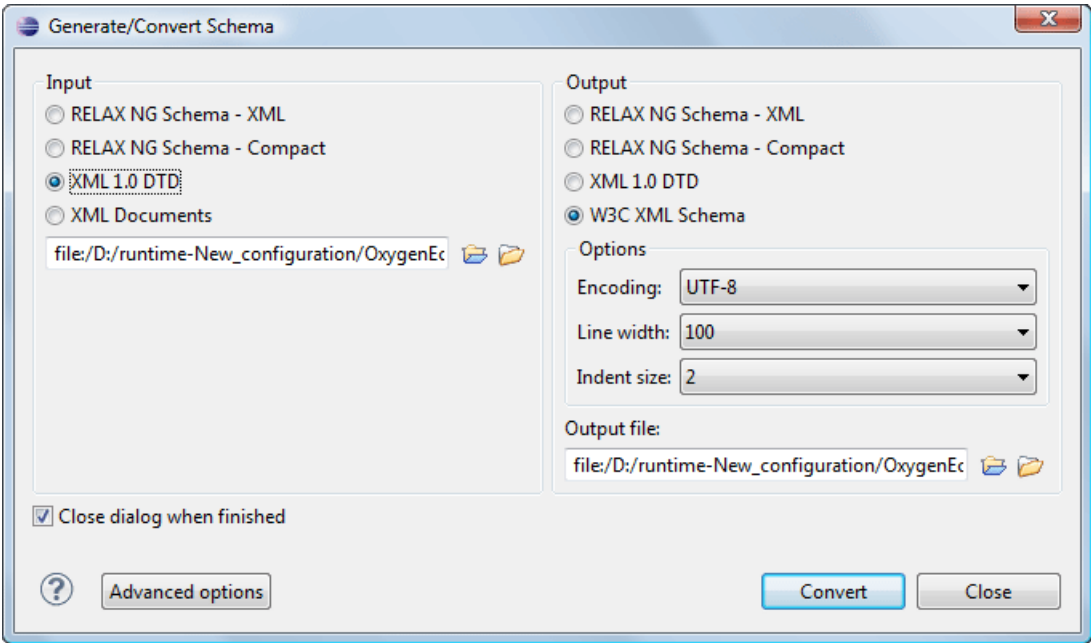 Generate/Convert Schema
Input
RELAX NG Schema - XML
RELAX NG Schema - Compact
XML 1.0 DTD
XML Documents
file:/D:/runtime-New_configuration/OxygenEc
Output
RELAX NG Schema - XML
RELAX NG Schema - Compact
XML 1.0 DTD
W3C XML Schema
Options
Encoding: UTF-8
Line width: 100
Indent size: 2
Output file:
file:/D:/runtime-New_configuration/OxygenEc
Close dialog when finished
? Advanced options Convert Close